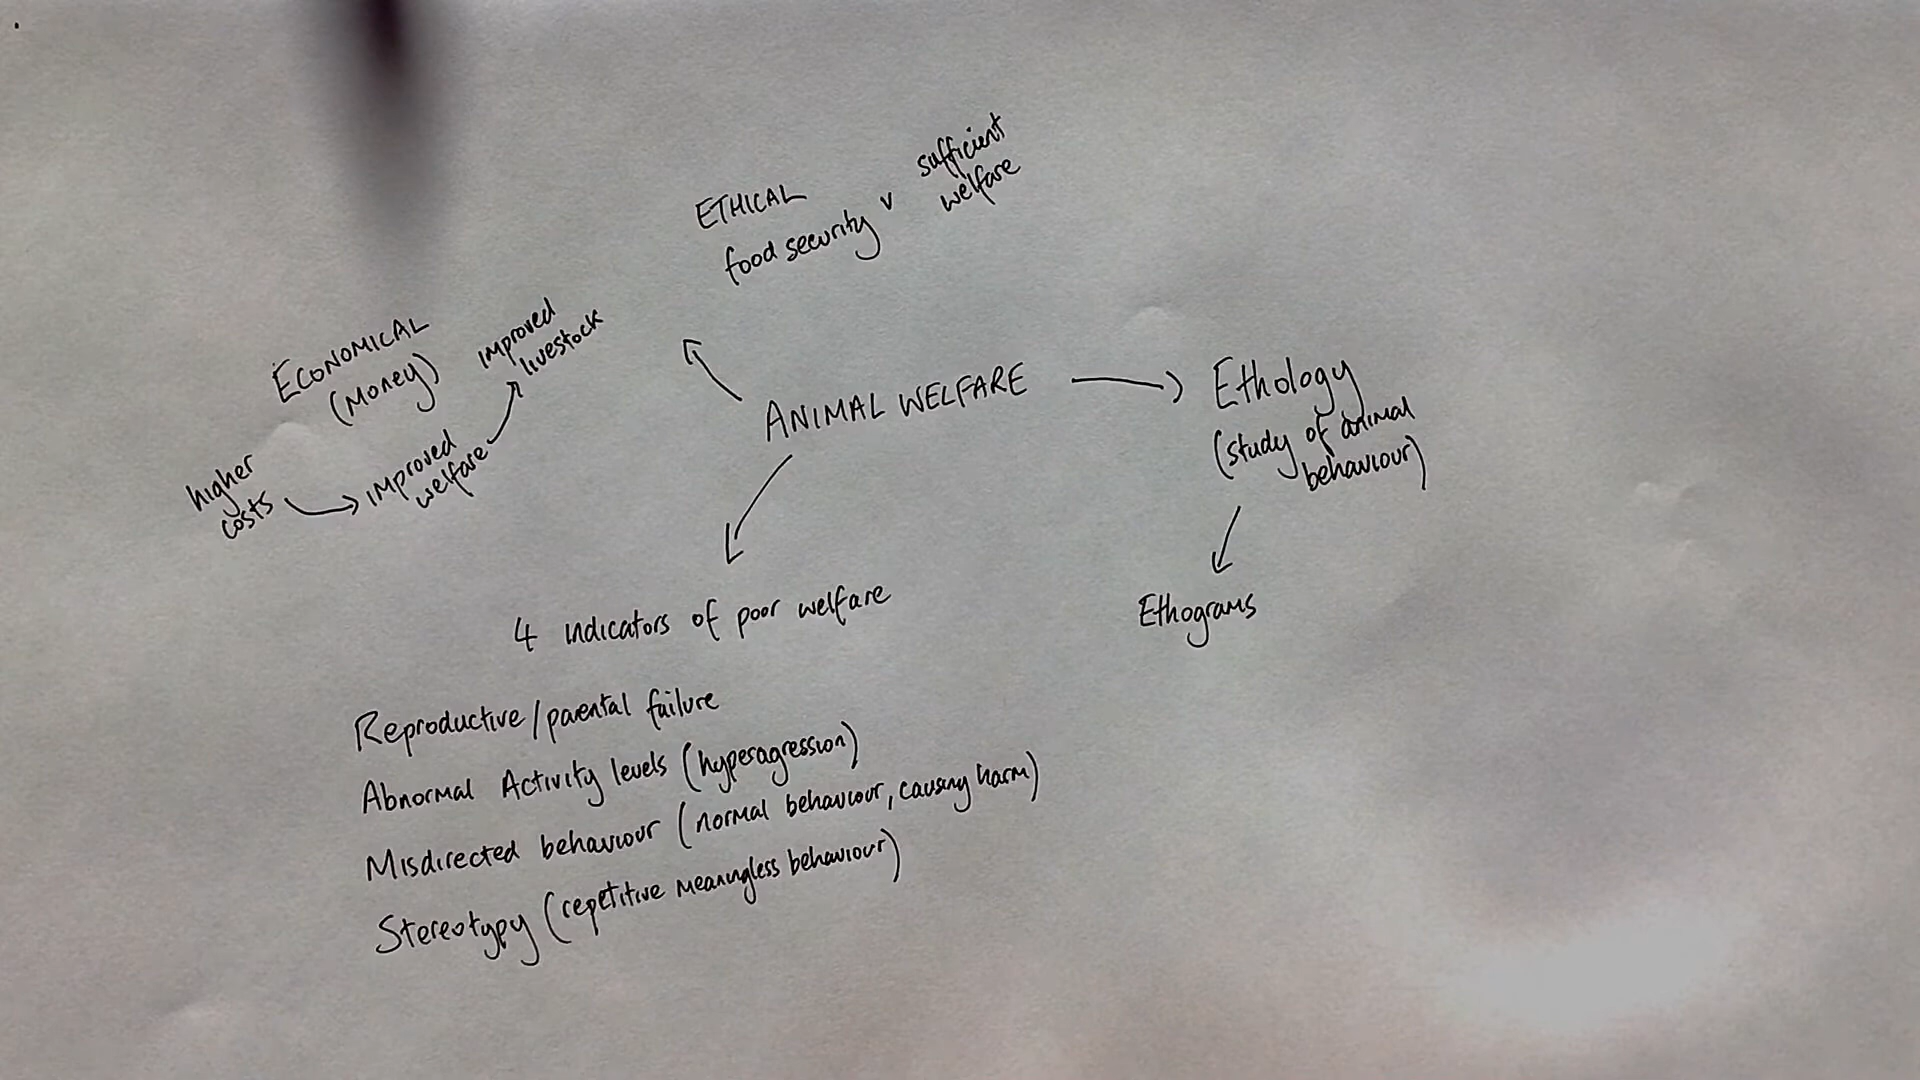 ETHICAL
food security v sufficient
welfare
ECONOMICAL
(Money)
higher
costs
improved
welfare
improved
livestock
ANIMAL WELFARE
Ethology
(study of animal
behaviour)
Ethograms
4 indicators of poor welfare
Reproductive/parental failure
Abnormal Activity levels (hyperagression)
Misdirected behaviour (normal behaviour, causing harm)
Stereotypy (repetitive meaningless behaviour)